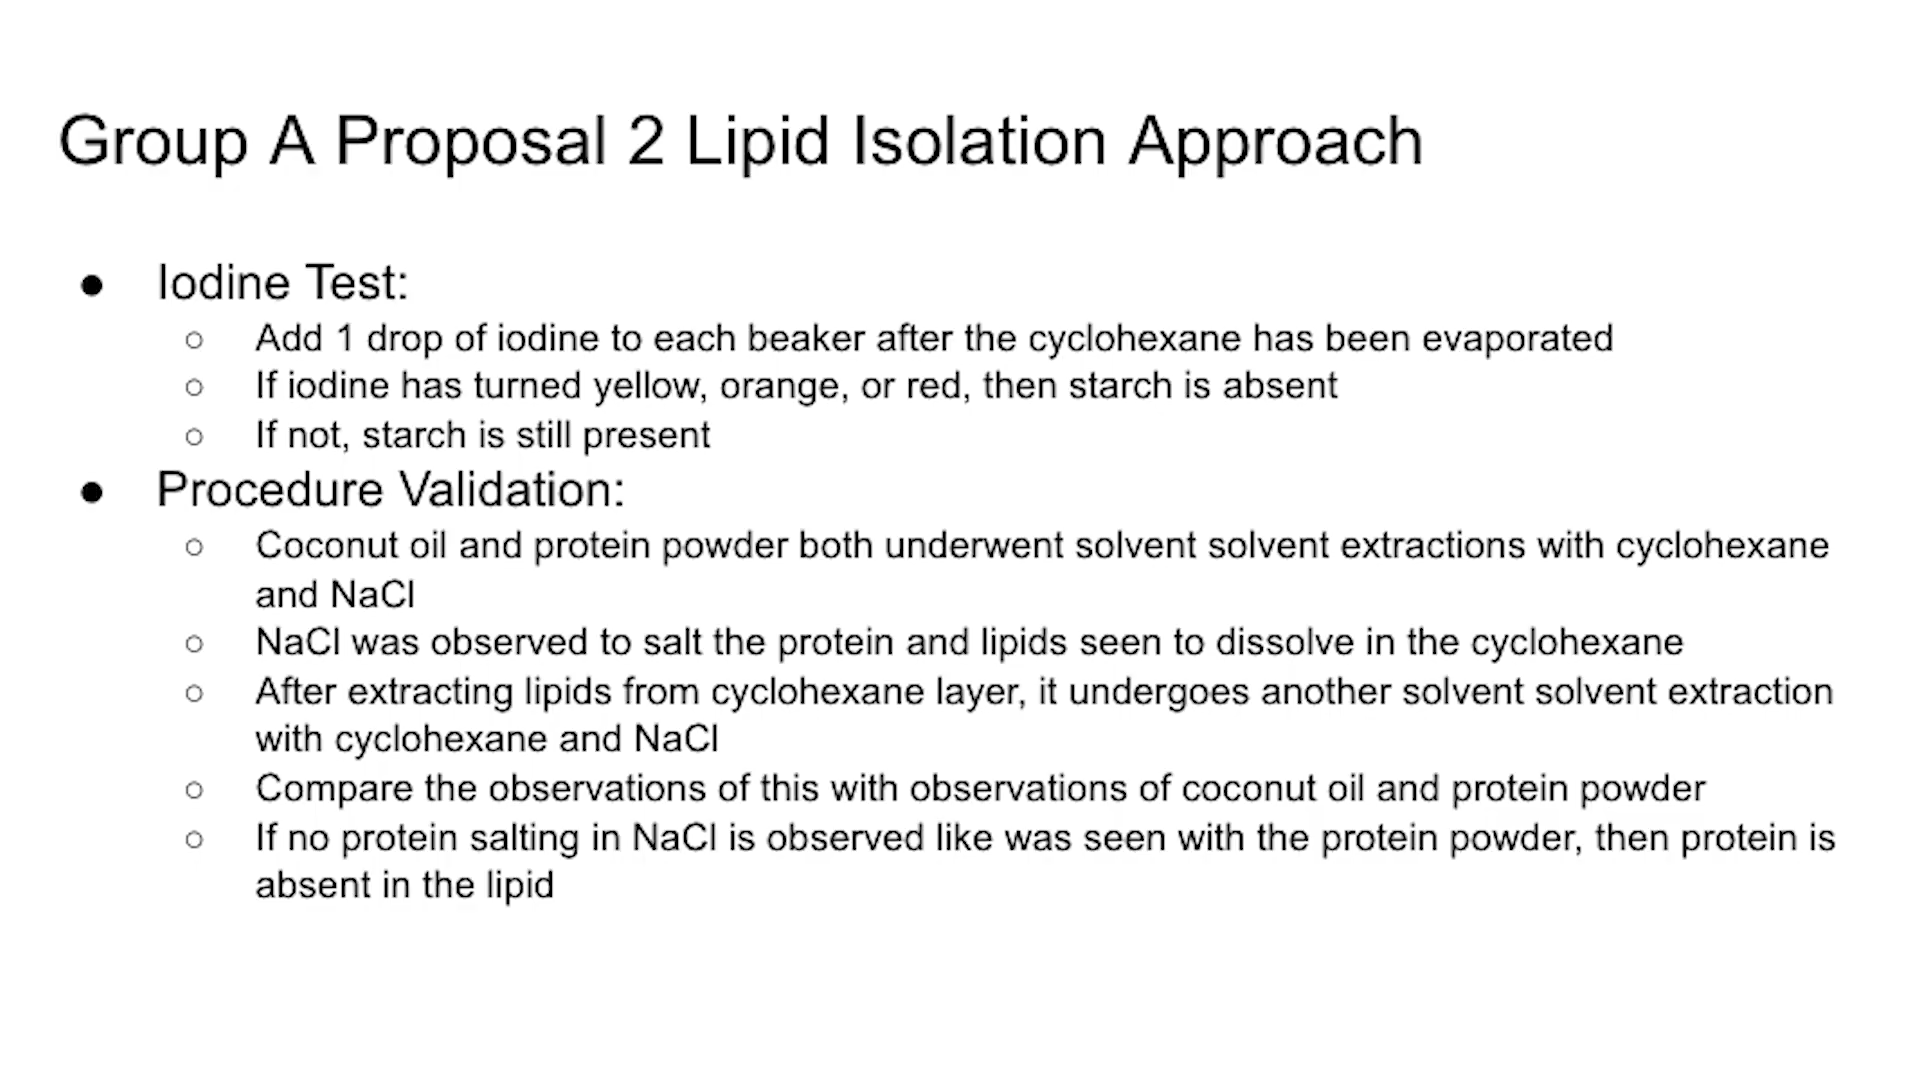 Group A Proposal 2 Lipid Isolation Approach
● Iodine Test:
○ Add 1 drop of iodine to each beaker after the cyclohexane has been evaporated
○ If iodine has turned yellow, orange, or red, then starch is absent
○ If not, starch is still present
● Procedure Validation:
○ Coconut oil and protein powder both underwent solvent solvent extractions with cyclohexane
and NaCl
○ NaCl was observed to salt the protein and lipids seen to dissolve in the cyclohexane
○ After extracting lipids from cyclohexane layer, it undergoes another solvent solvent extraction
with cyclohexane and NaCl
○ Compare the observations of this with observations of coconut oil and protein powder
○ If no protein salting in NaCl is observed like was seen with the protein powder, then protein is
absent in the lipid